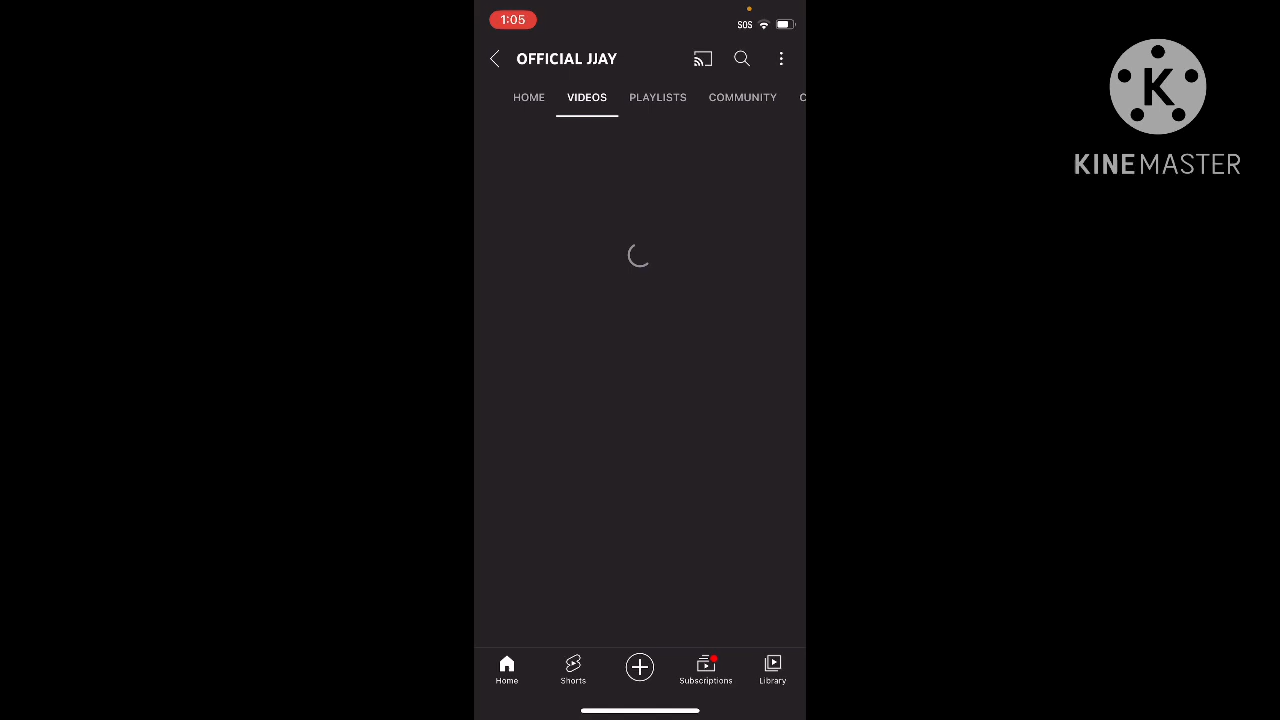 1:05
SOS
OFFICIAL JJAY
HOME VIDEOS PLAYLISTS COMMUNITY C
K
KINEMASTER
Home Shorts Subscriptions Library